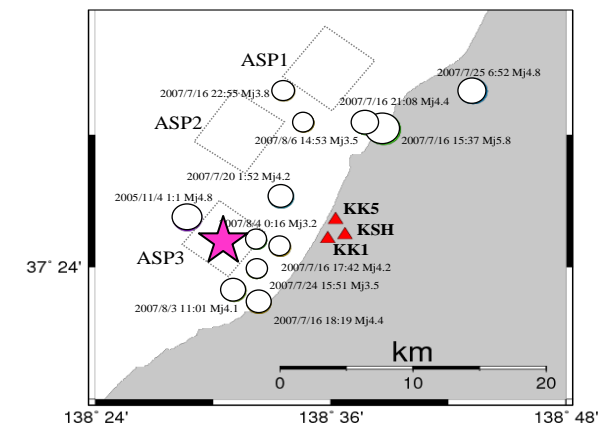 ASP1
2007/7/25 6:52 Mj4.8
2007/7/16 22:55 Mj3.8
2007/7/16 21:08 Mj4.4
ASP2
2007/8/6 14:53 Mj3.5
2007/7/16 15:37 Mj5.8
2007/7/20 1:52 Mj4.2
2005/11/4 1:1 Mj4.8
KK5
2007/8/4 0:16 Mj3.2
KSH
KK1
ASP3
37° 24'
2007/7/16 17:42 Mj4.2
2007/7/24 15:51 Mj3.5
2007/8/3 11:01 Mj4.1
2007/7/16 18:19 Mj4.4
km
0 10 20
138° 24' 138° 36' 138° 48'